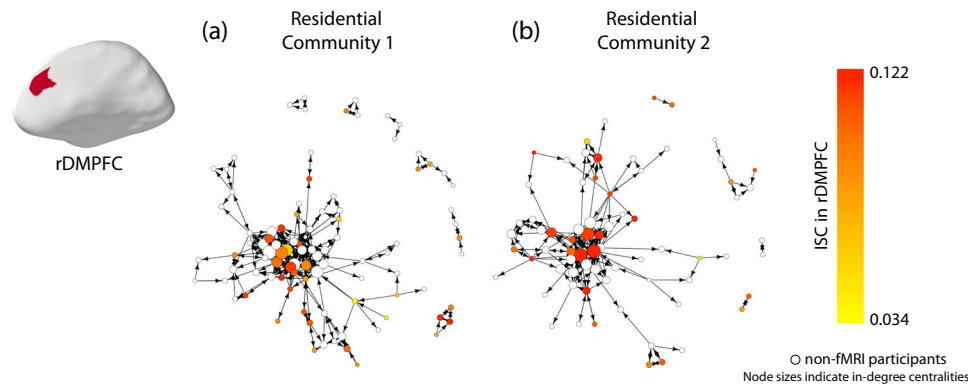 (a)
Residential
Community 1
(b)
Residential
Community 2
rDMPFC
0.122
ISC in rDMPFC
0.034
non-fMRI participants
Node sizes indicate in-degree centralities